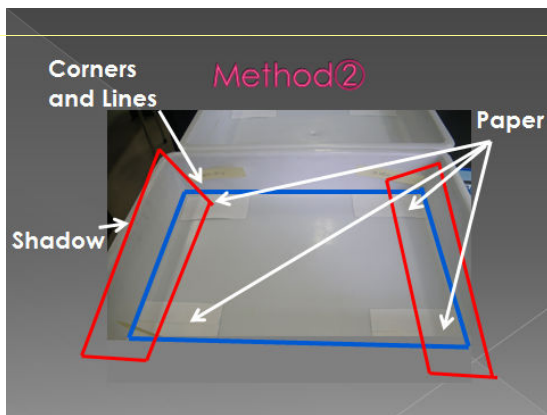 Method②
Corners
and Lines
Paper
Shadow